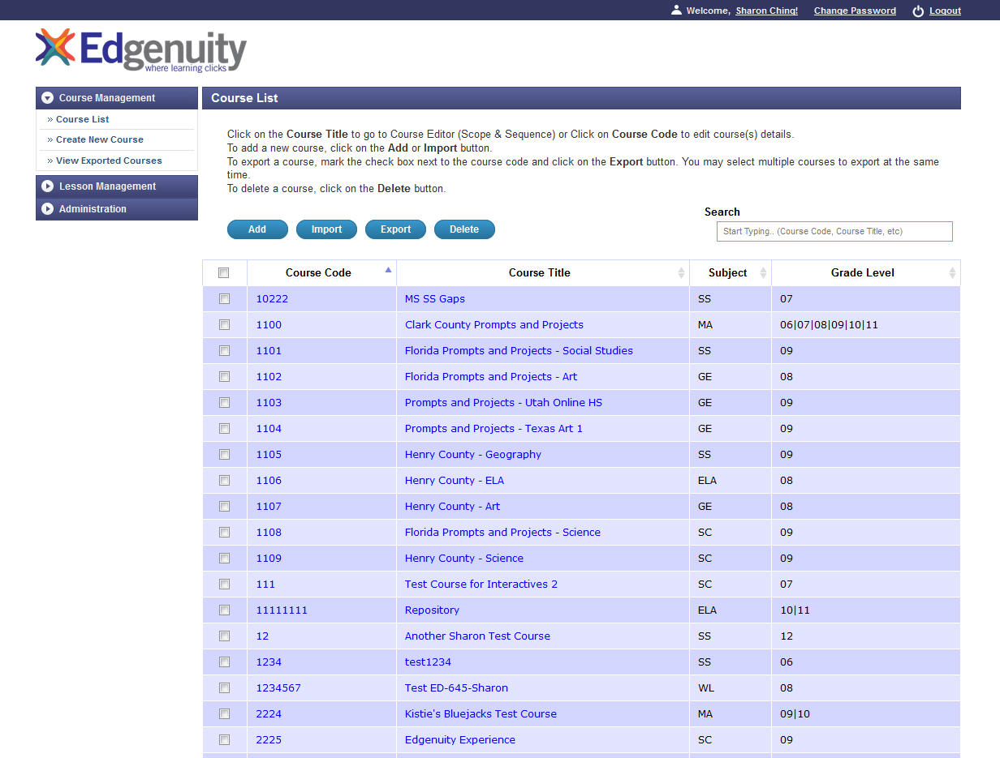 Welcome, Sharon Ching! Change Password Logout
Edgenuity
where learning clicks
Course Management
» Course List
» Create New Course
» View Exported Courses
Lesson Management
Administration
Course List
Click on the Course Title to go to Course Editor (Scope & Sequence) or Click on Course Code to edit course(s) details.
To add a new course, click on the Add or Import button.
To export a course, mark the check box next to the course code and click on the Export button. You may select multiple courses to export at the same
time.
To delete a course, click on the Delete button.
Search
Add Import Export Delete
Start Typing.. (Course Code, Course Title, etc)
Course Code Course Title Subject Grade Level
10222 MS SS Gaps SS 07
1100 Clark County Prompts and Projects MA 06|07|08|09|10|11
1101 Florida Prompts and Projects - Social Studies SS 09
1102 Florida Prompts and Projects - Art GE 08
1103 Prompts and Projects - Utah Online HS GE 09
1104 Prompts and Projects - Texas Art 1 GE 09
1105 Henry County - Geography SS 09
1106 Henry County - ELA ELA 08
1107 Henry County - Art GE 08
1108 Florida Prompts and Projects - Science SC 09
1109 Henry County - Science SC 09
111 Test Course for Interactives 2 SC 07
11111111 Repository ELA 10|11
12 Another Sharon Test Course SS 12
1234 test1234 SS 06
1234567 Test ED-645-Sharon WL 08
2224 Kistie's Bluejacks Test Course MA 09|10
2225 Edgenuity Experience SC 09